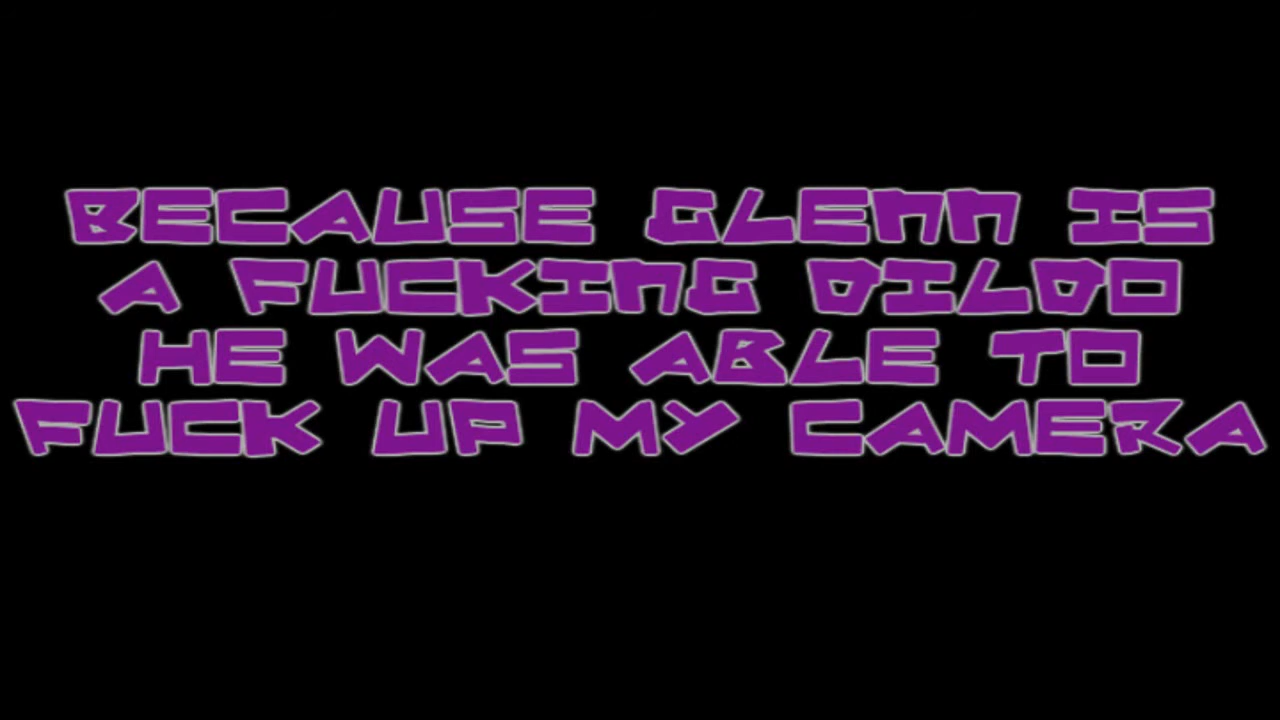 BECAUSE GLENN IS
A FUCKING DILDO
HE WAS ABLE TO
FUCK UP MY CAMERA